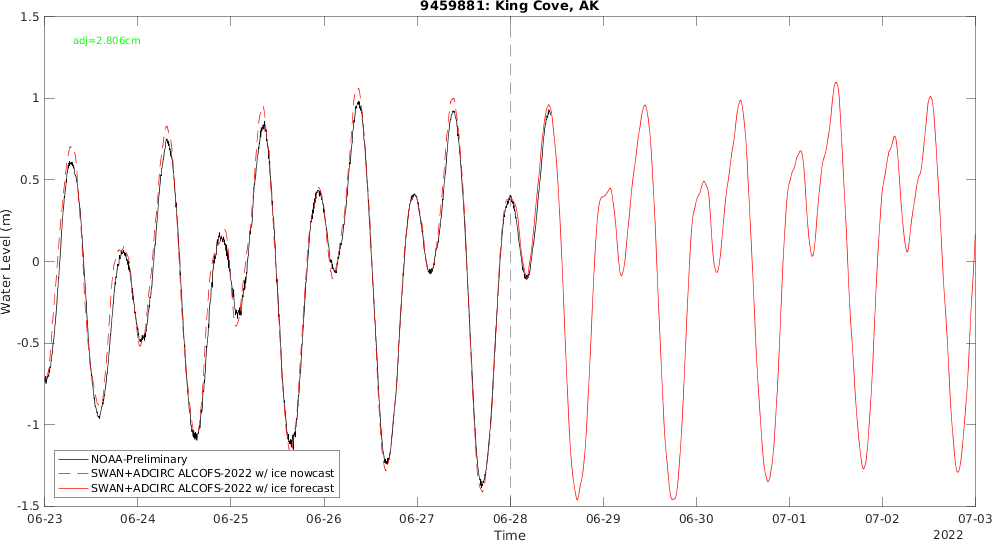 9459881: King Cove, AK
adj=2.806cm
Water Level (m)
1.5
1
0.5
0
-0.5
-1
-1.5
NOAA-Preliminary
SWAN+ADCIRC ALCOFS-2022 w/ ice nowcast
SWAN+ADCIRC ALCOFS-2022 w/ ice forecast
06-23 06-24 06-25 06-26 06-27 06-28 06-29 06-30 07-01 07-02 07-03
Time
2022